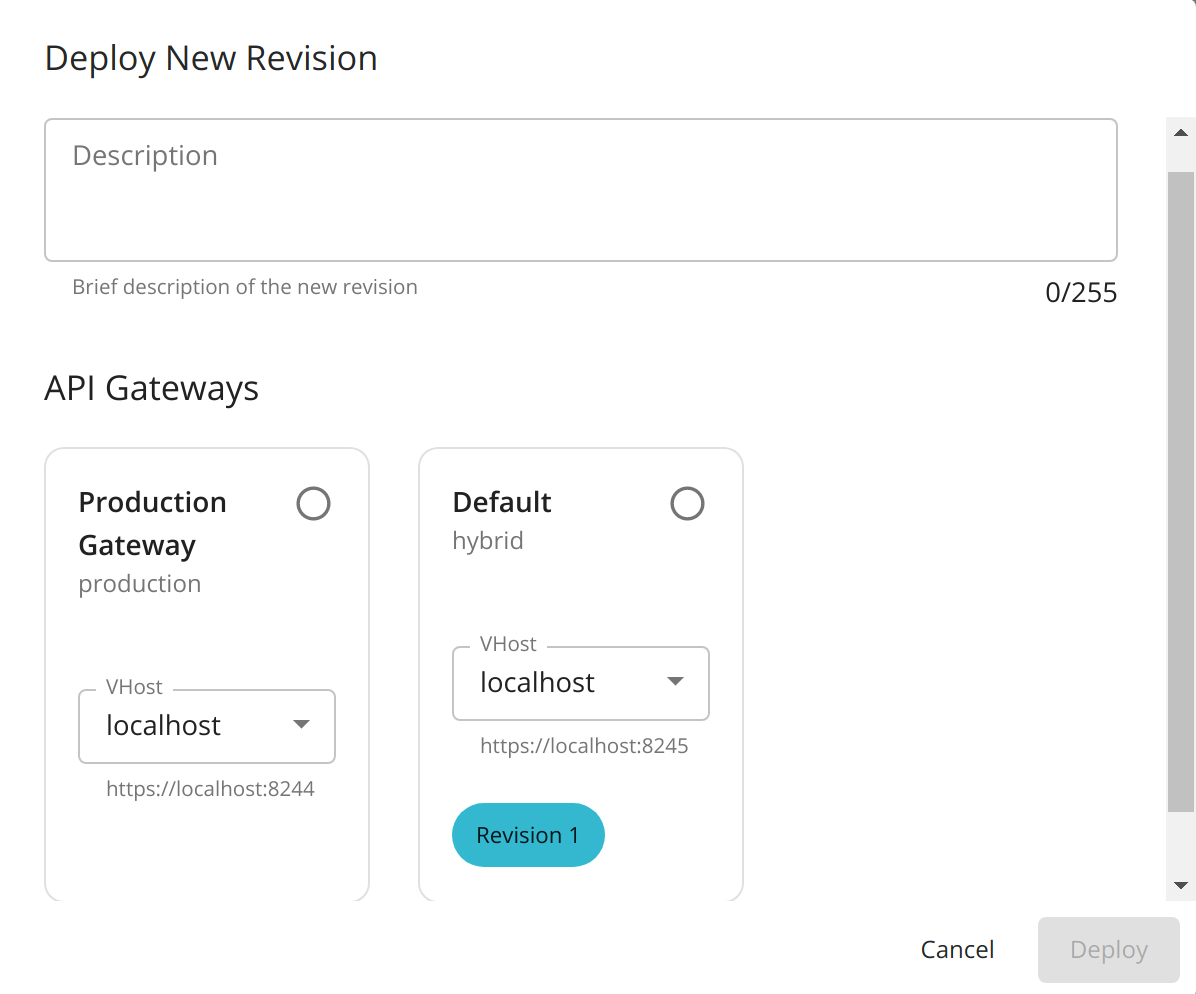 Deploy New Revision
Description
Brief description of the new revision
0/255
API Gateways
Production
Gateway
production
VHost
localhost
https://localhost:8244
Default
hybrid
VHost
localhost
https://localhost:8245
Revision 1
Cancel
Deploy